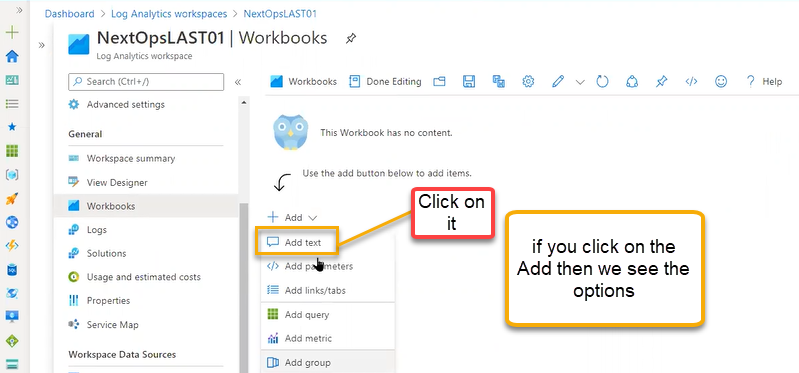 Dashboard > Log Analytics workspaces > NextOpsLAST01
NextOpsLAST01 | Workbooks
Log Analytics workspace
Search (Ctrl+/)
Advanced settings
General
Workspace summary
View Designer
Workbooks
Logs
Solutions
Usage and estimated costs
Properties
Service Map
Workspace Data Sources
Workbooks Done Editing Help
This Workbook has no content.
Use the add button below to add items.
Add
Add text
Add parameters
Add links/tabs
Add query
Add metric
Add group
Click on
it
if you click on the
Add then we see the
options